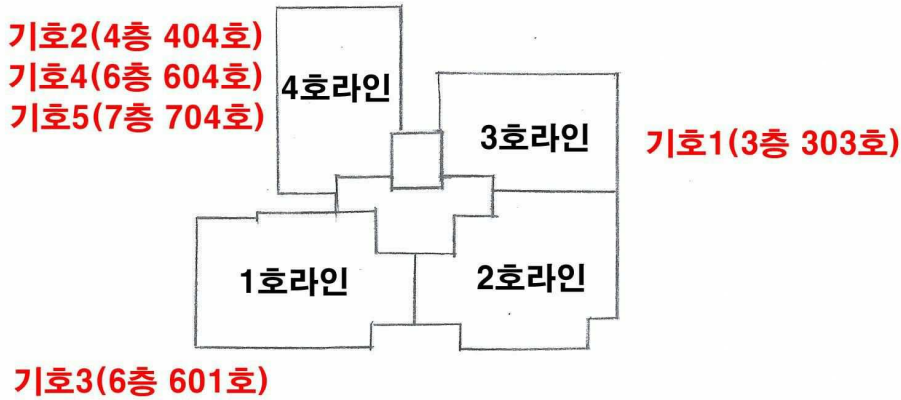 기호2(4층 404호)
기호4(6층 604호)
기호5(7층 704호)
4호라인
3호라인
기호1(3층 303호)
1호라인
2호라인
기호3(6층 601호)